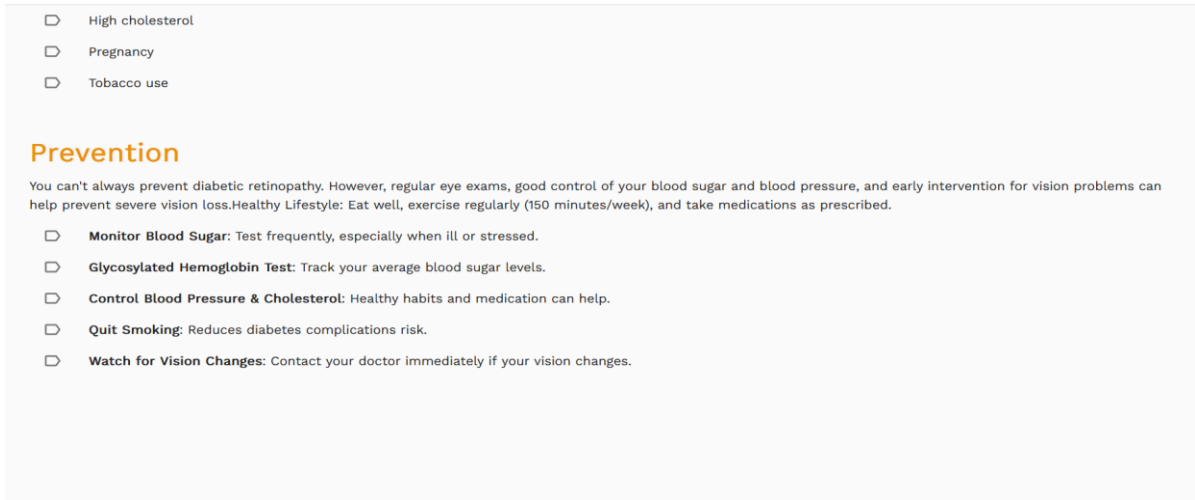 High cholesterol
Pregnancy
Tobacco use
Prevention
You can't always prevent diabetic retinopathy. However, regular eye exams, good control of your blood sugar and blood pressure, and early intervention for vision problems can
help prevent severe vision loss.Healthy Lifestyle: Eat well, exercise regularly (150 minutes/week), and take medications as prescribed.
Monitor Blood Sugar: Test frequently, especially when ill or stressed.
Glycosylated Hemoglobin Test: Track your average blood sugar levels.
Control Blood Pressure & Cholesterol: Healthy habits and medication can help.
Quit Smoking: Reduces diabetes complications risk.
Watch for Vision Changes: Contact your doctor immediately if your vision changes.